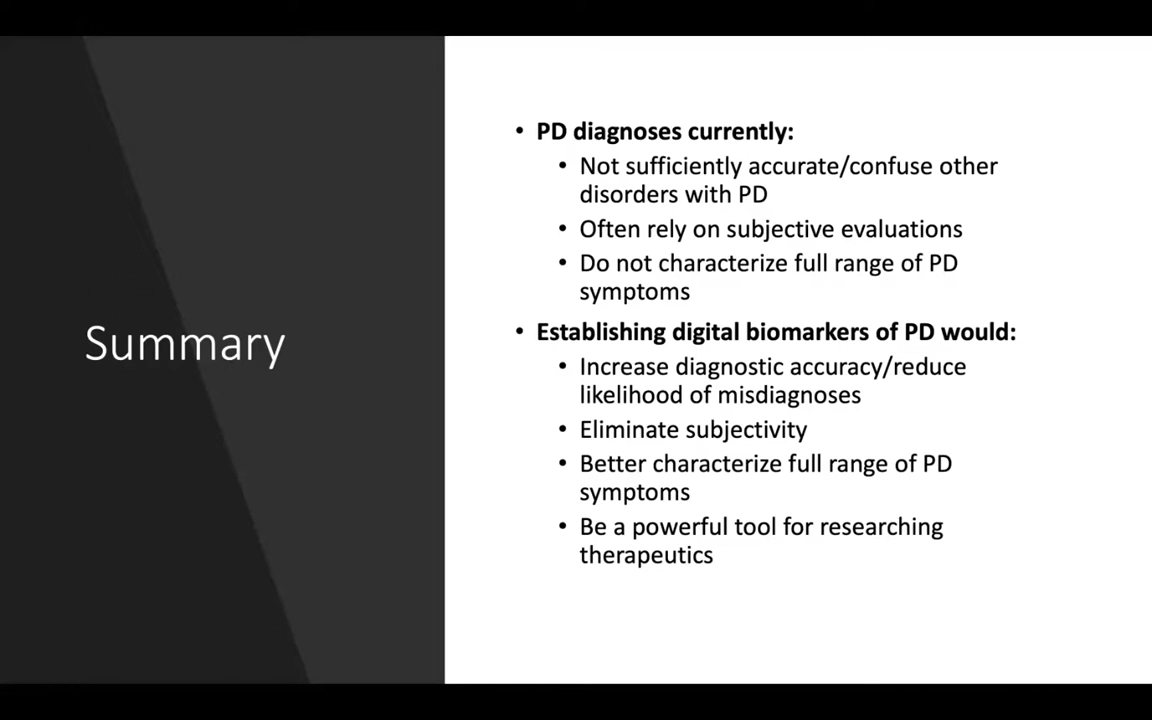 Summary
• PD diagnoses currently:
• Not sufficiently accurate/confuse other
disorders with PD
• Often rely on subjective evaluations
• Do not characterize full range of PD
symptoms
• Establishing digital biomarkers of PD would:
• Increase diagnostic accuracy/reduce
likelihood of misdiagnoses
• Eliminate subjectivity
• Better characterize full range of PD
symptoms
• Be a powerful tool for researching
therapeutics